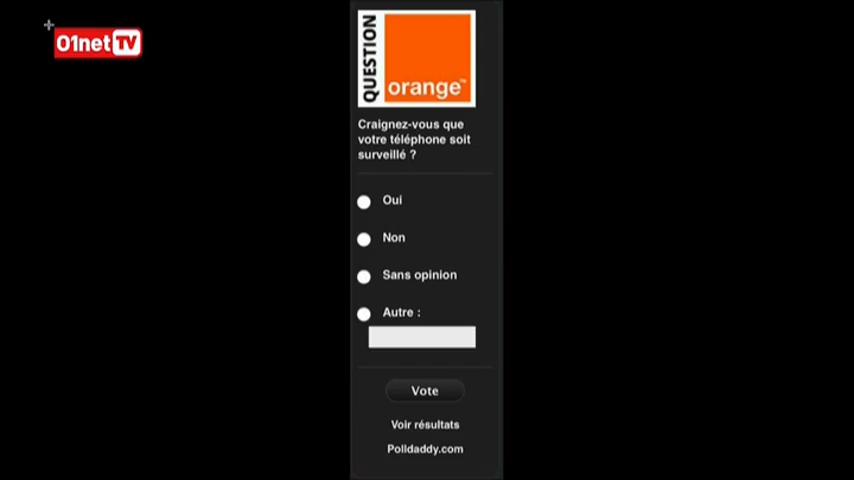 01net TV
QUESTION
orange™
Craignez-vous que
votre téléphone soit
surveillé ?
Oui
Non
Sans opinion
Autre :
Vote
Voir résultats
Polldaddy.com